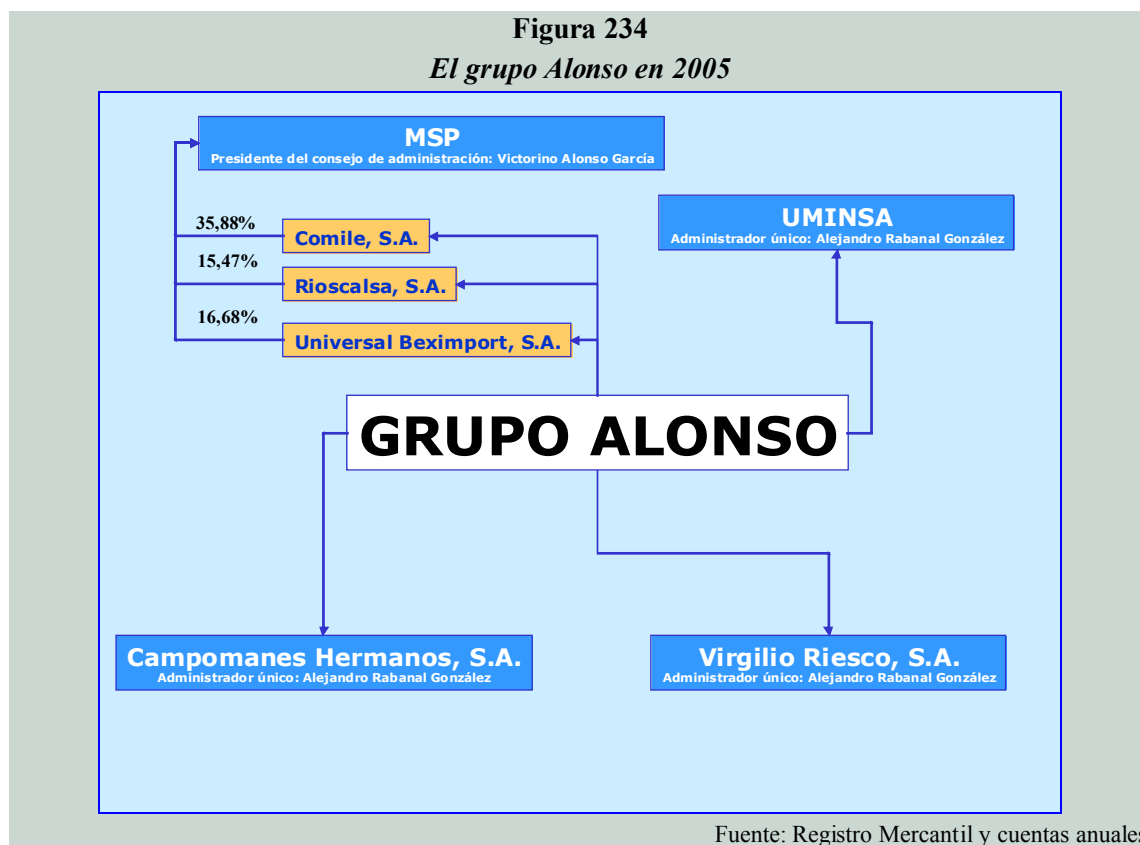 Figura 234
El grupo Alonso en 2005
MSP
Presidente del consejo de administración: Victorino Alonso García
UMINSA
Administrador único: Alejandro Rabanal González
35,88%
Comile, S.A.
15,47%
Rioscalsa, S.A.
16,68%
Universal Beximport, S.A.
GRUPO ALONSO
Campomanes Hermanos, S.A.
Administrador único: Alejandro Rabanal González
Virgilio Riesco, S.A.
Administrador único: Alejandro Rabanal González
Fuente: Registro Mercantil y cuentas anuales